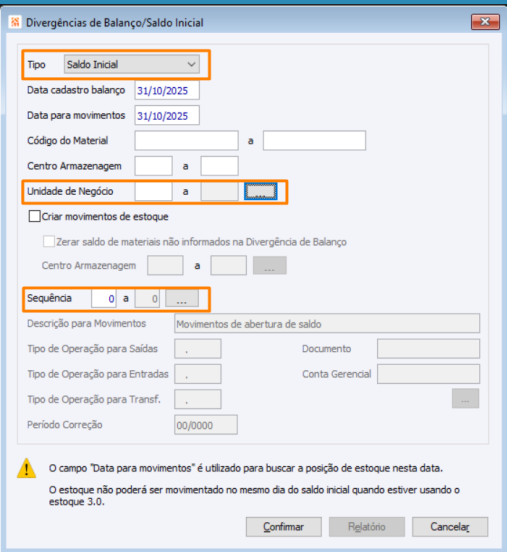 Divergências de Balanço/Saldo Inicial
Tipo Saldo Inicial
Data cadastro balanço 31/10/2025
Data para movimentos 31/10/2025
Código do Material a
Centro Armazenagem a
Unidade de Negócio a ...
Criar movimentos de estoque
Zerar saldo de materiais não informados na Divergência de Balanço
Centro Armazenagem a ...
Sequência 0 a 0 ...
Descrição para Movimentos Movimentos de abertura de saldo
Tipo de Operação para Saídas . Documento
Tipo de Operação para Entradas . Conta Gerencial
Tipo de Operação para Transf. . ...
Período Correção 00/0000
O campo "Data para movimentos" é utilizado para buscar a posição de estoque nesta data.
O estoque não poderá ser movimentado no mesmo dia do saldo inicial quando estiver usando o
estoque 3.0.
Confirmar Relatório Cancelar